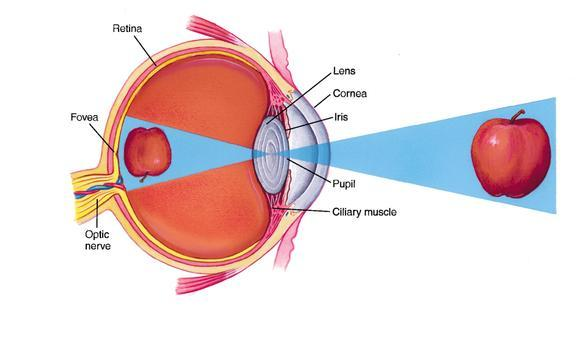 Retina
Lens
Cornea
Iris
Fovea
Pupil
Ciliary muscle
Optic
nerve